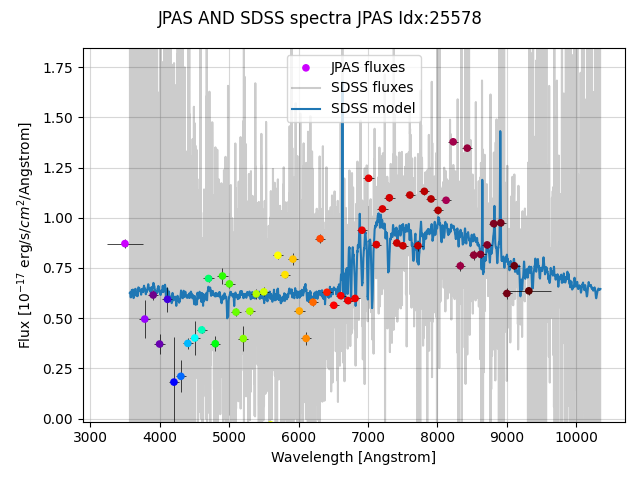 JPAS AND SDSS spectra JPAS Idx:25578
JPAS fluxes
SDSS fluxes
SDSS model
Flux [10⁻¹⁷ erg/s/cm²/Angstrom]
1.75
1.50
1.25
1.00
0.75
0.50
0.25
0.00
3000 4000 5000 6000 7000 8000 9000 10000
Wavelength [Angstrom]